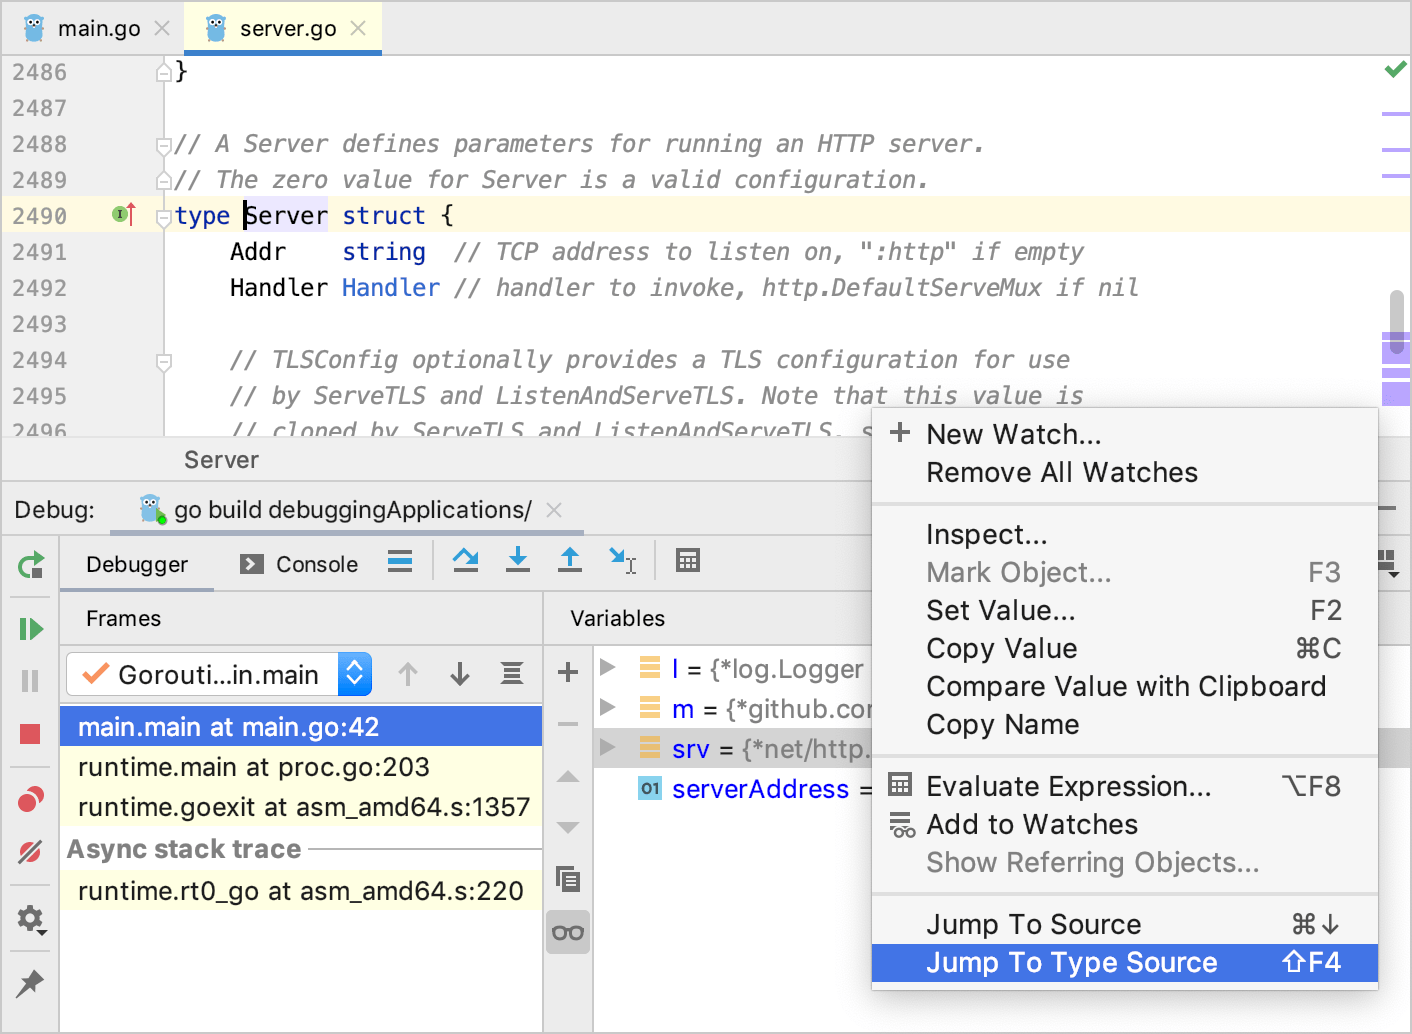 main.go
server.go
2486 }
2487
2488 // A Server defines parameters for running an HTTP server.
2489 // The zero value for Server is a valid configuration.
2490 type Server struct {
2491 Addr string // TCP address to listen on, ":http" if empty
2492 Handler Handler // handler to invoke, http.DefaultServeMux if nil
2493
2494 // TLSConfig optionally provides a TLS configuration for use
2495 // by ServeTLS and ListenAndServeTLS. Note that this value is
2496 // cloned by ServeTLS and ListenAndServeTLS, s
Server
Debug: go build debuggingApplications/
Debugger
Console
Frames
Gorouti...in.main
main.main at main.go:42
runtime.main at proc.go:203
runtime.goexit at asm_amd64.s:1357
Async stack trace
runtime.rt0_go at asm_amd64.s:220
Variables
l = {*log.Logger
m = {*github.co
srv = {*net/http.
01 serverAddress =
New Watch...
Remove All Watches
Inspect...
Mark Object... F3
Set Value... F2
Copy Value ⌘C
Compare Value with Clipboard
Copy Name
Evaluate Expression... ⌥F8
Add to Watches
Show Referring Objects...
Jump To Source ⌘↓
Jump To Type Source ⇧F4